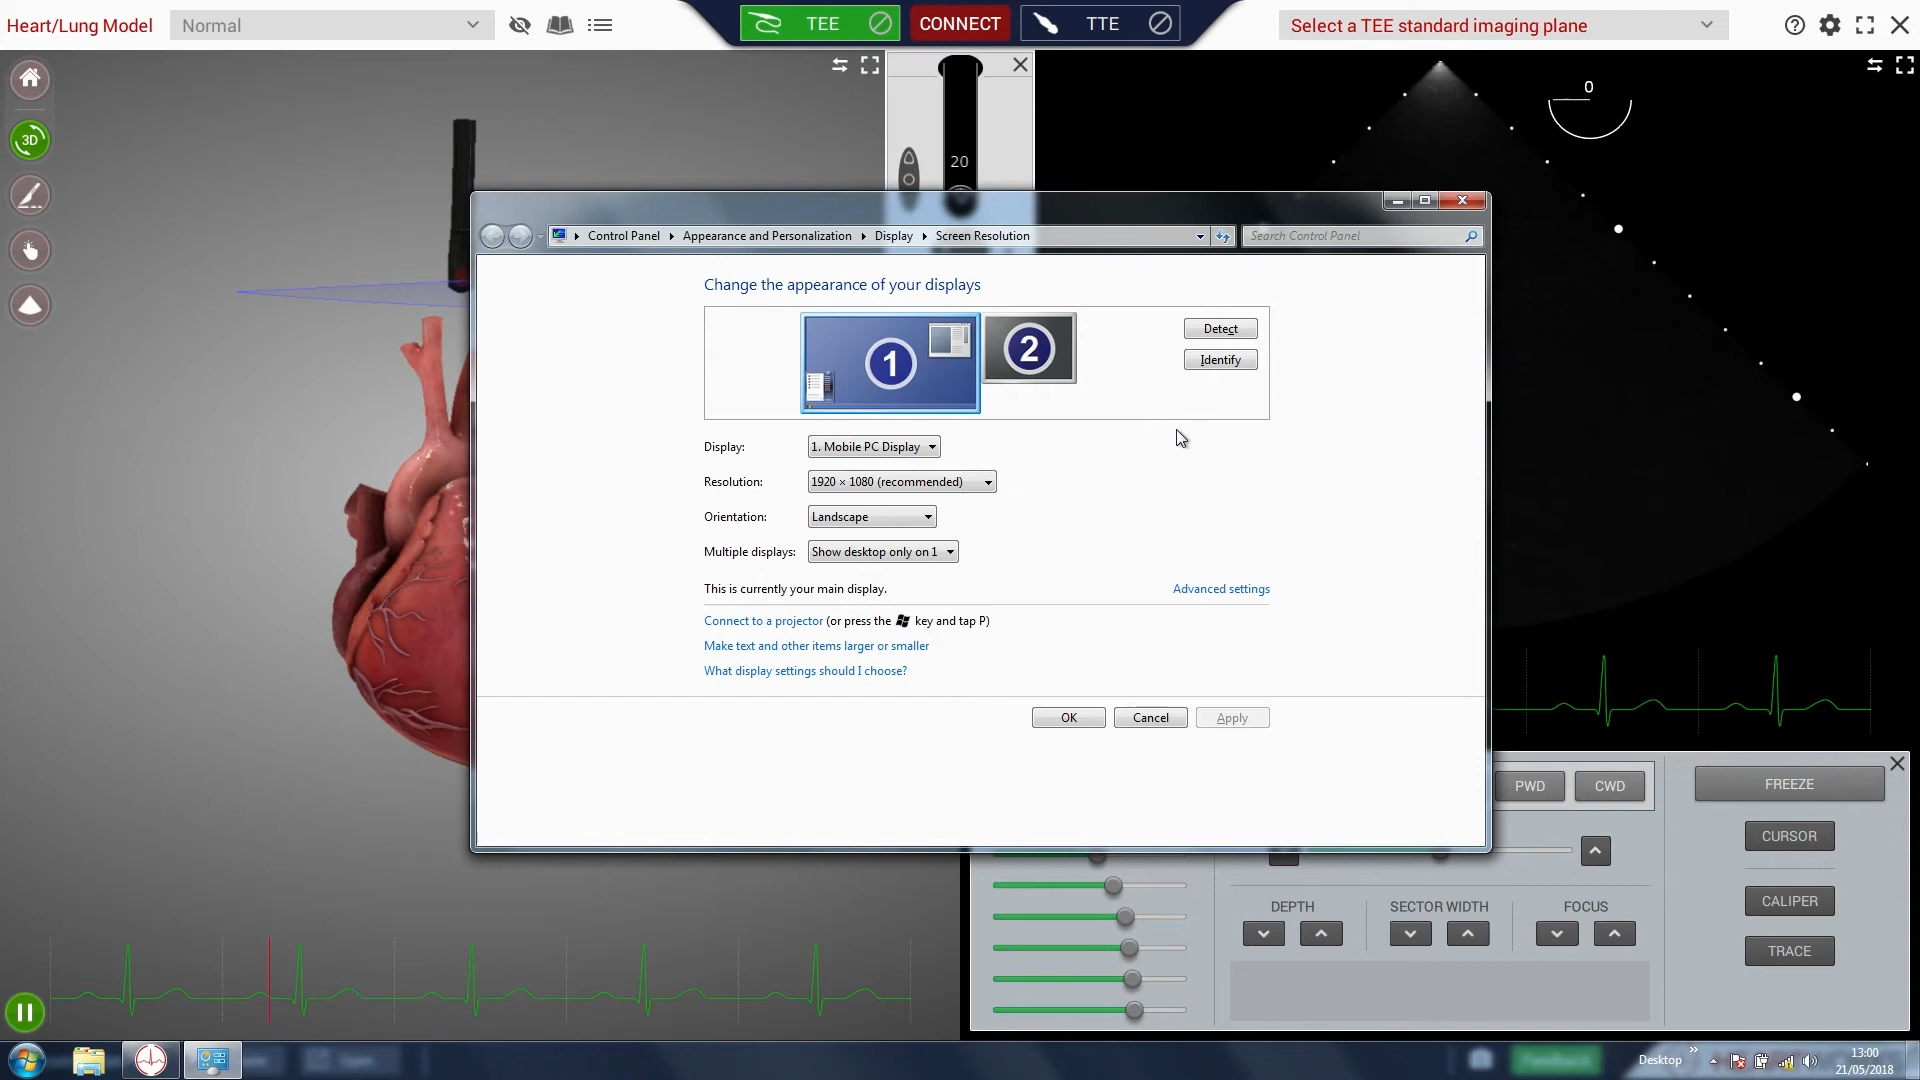 Heart/Lung Model
Normal
TEE
CONNECT
TTE
Select a TEE standard imaging plane
3D
20
0
Control Panel
Appearance and Personalization
Display
Screen Resolution
Search Control Panel
Change the appearance of your displays
1
2
Detect
Identify
Display:
1. Mobile PC Display
Resolution:
1920 × 1080 (recommended)
Orientation:
Landscape
Multiple displays:
Show desktop only on 1
This is currently your main display.
Advanced settings
Connect to a projector (or press the key and tap P)
Make text and other items larger or smaller
What display settings should I choose?
OK
Cancel
Apply
PWD
CWD
FREEZE
CURSOR
CALIPER
TRACE
DEPTH
SECTOR WIDTH
FOCUS
Desktop
13:00
21/05/2018